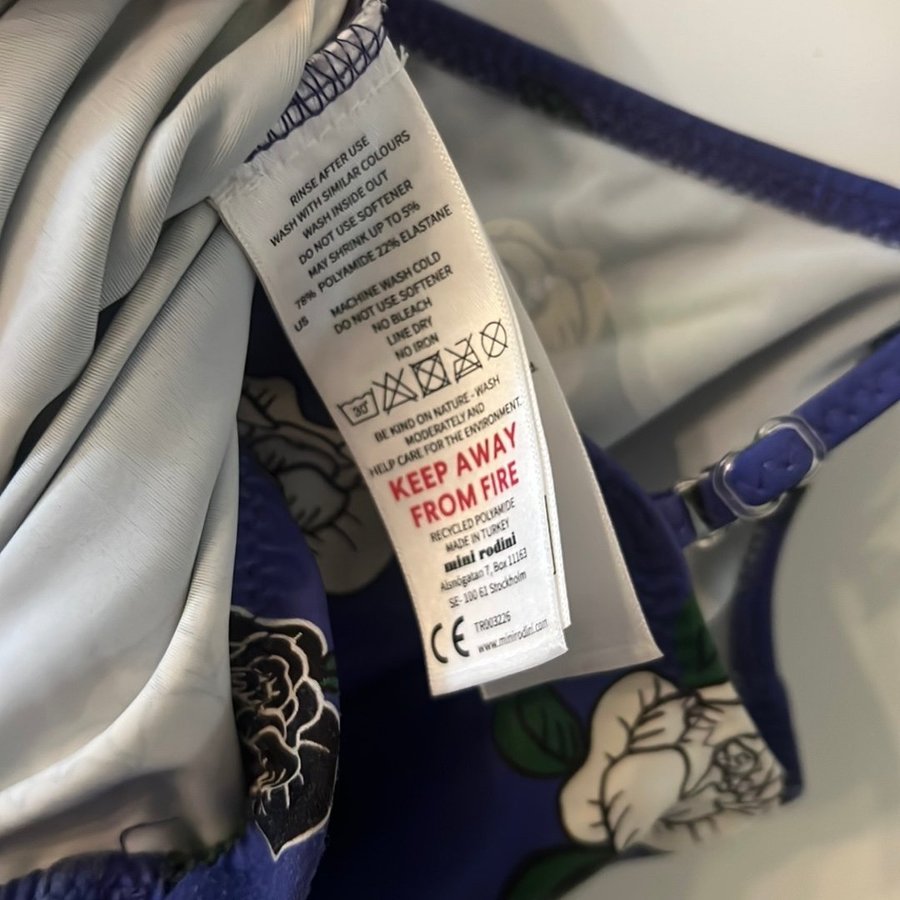 RINSE AFTER USE
WASH WITH SIMILAR COLOURS
WASH INSIDE OUT
DO NOT USE SOFTENER
MAY SHRINK UP TO 5%
78% POLYAMIDE 22% ELASTANE
US MACHINE WASH COLD
DO NOT USE SOFTENER
NO BLEACH
LINE DRY
NO IRON
30°
BE KIND ON NATURE - WASH
MODERATELY AND
HELP CARE FOR THE ENVIRONMENT.
KEEP AWAY
FROM FIRE
RECYCLED POLYAMIDE
MADE IN TURKEY
mini rodini
Alsnögatan 7, Box 11163
SE- 100 61 Stockholm
CE TR003226
www.minirodini.com